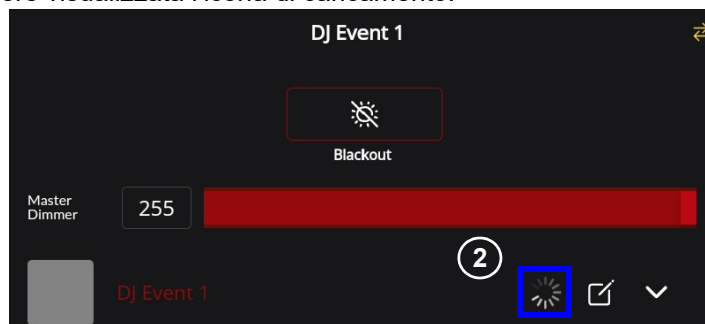 DJ Event 1
Blackout
Master
Dimmer
255
2
DJ Event 1